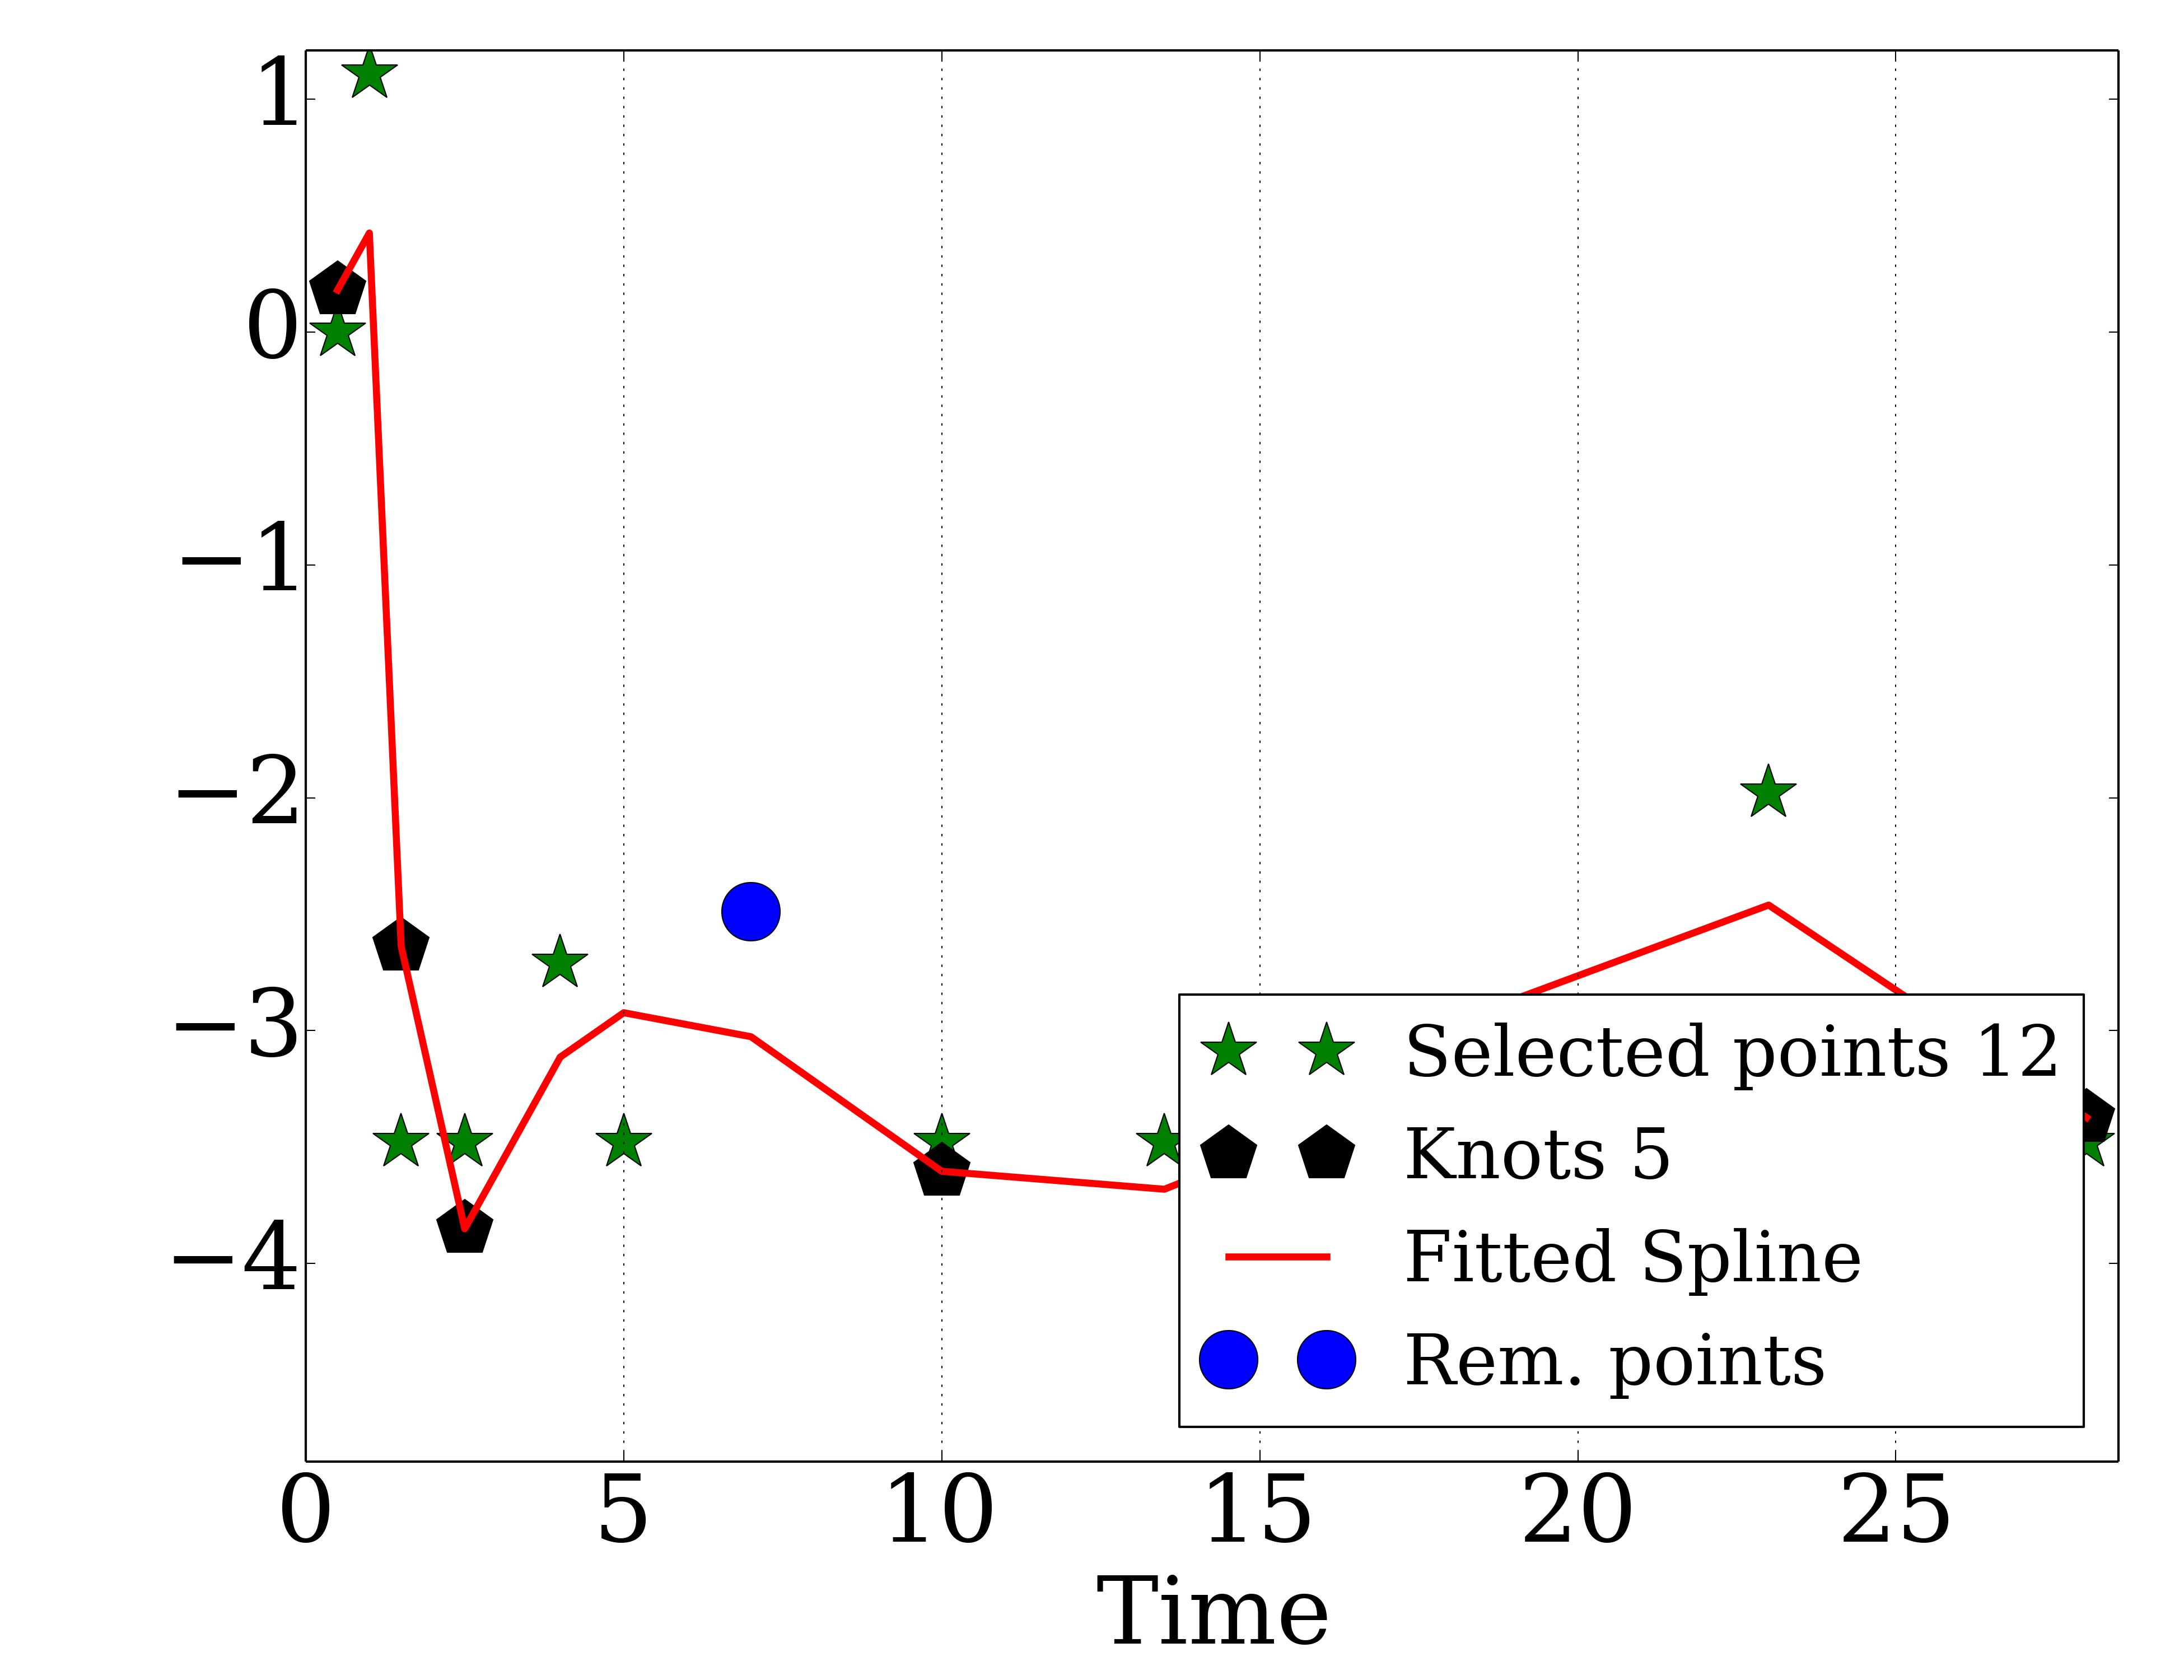 1
0
−1
−2
−3
−4
Selected points 12
Knots 5
Fitted Spline
Rem. points
0 5 10 15 20 25
Time